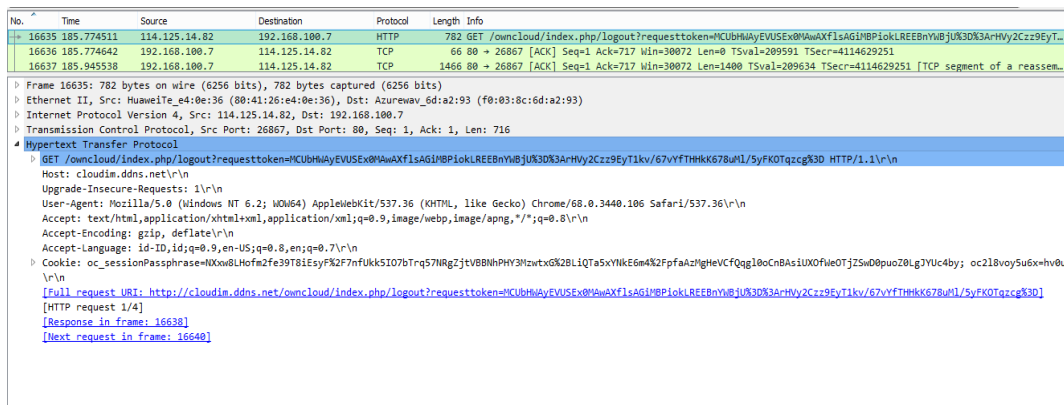 No. Time Source Destination Protocol Length Info
16635 185.774511 114.125.14.82 192.168.100.7 HTTP 782 GET /owncloud/index.php/logout?requesttoken=MCUbHWAyEVUSEx0MAwAXflsAGiMBPiokLREEBnYWBjU%3D%3ArHVy2Czz9EyT…
16636 185.774642 192.168.100.7 114.125.14.82 TCP 66 80 → 26867 [ACK] Seq=1 Ack=717 Win=30072 Len=0 TSval=209591 TSecr=4114629251
16637 185.945538 192.168.100.7 114.125.14.82 TCP 1466 80 → 26867 [ACK] Seq=1 Ack=717 Win=30072 Len=1400 TSval=209634 TSecr=4114629251 [TCP segment of a reassem…
Frame 16635: 782 bytes on wire (6256 bits), 782 bytes captured (6256 bits)
Ethernet II, Src: HuaweiTe_e4:0e:36 (80:41:26:e4:0e:36), Dst: Azurewav_6d:a2:93 (f0:03:8c:6d:a2:93)
Internet Protocol Version 4, Src: 114.125.14.82, Dst: 192.168.100.7
Transmission Control Protocol, Src Port: 26867, Dst Port: 80, Seq: 1, Ack: 1, Len: 716
Hypertext Transfer Protocol
GET /owncloud/index.php/logout?requesttoken=MCUbHWAyEVUSEx0MAwAXflsAGiMBPiokLREEBnYWBjU%3D%3ArHVy2Czz9EyT1kv/67vYfTHHkK678uMl/5yFKOTqzcg%3D HTTP/1.1\r\n
Host: cloudim.ddns.net\r\n
Upgrade-Insecure-Requests: 1\r\n
User-Agent: Mozilla/5.0 (Windows NT 6.2; WOW64) AppleWebKit/537.36 (KHTML, like Gecko) Chrome/68.0.3440.106 Safari/537.36\r\n
Accept: text/html,application/xhtml+xml,application/xml;q=0.9,image/webp,image/apng,*/*;q=0.8\r\n
Accept-Encoding: gzip, deflate\r\n
Accept-Language: id-ID,id;q=0.9,en-US;q=0.8,en;q=0.7\r\n
Cookie: oc_sessionPassphrase=NXxw8LHofm2fe39T8iEsyF%2F7nfUkk5IO7bTrq57NRgZjtVBBNhPHY3MzwtxG%2BLiQTa5xYNkE6m4%2FpfaAzMgHeVCfQqgl0oCnBAsiUXOfWeOTjZSwD0puoZ0LgJYUc4by; oc2l8voy5u6x=hv0u
\r\n
[Full request URI: http://cloudim.ddns.net/owncloud/index.php/logout?requesttoken=MCUbHWAyEVUSEx0MAwAXflsAGiMBPiokLREEBnYWBjU%3D%3ArHVy2Czz9EyT1kv/67vYfTHHkK678uMl/5yFKOTqzcg%3D]
[HTTP request 1/4]
[Response in frame: 16638]
[Next request in frame: 16640]